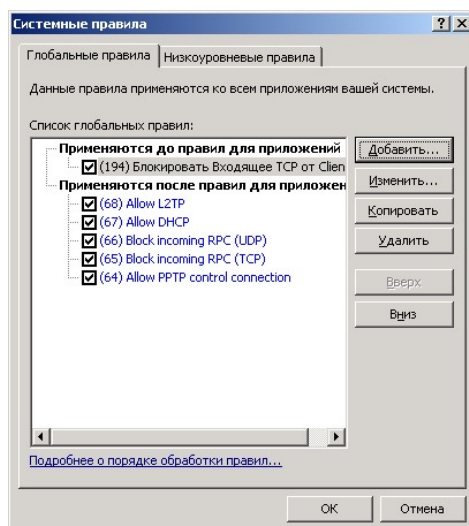 Системные правила
Глобальные правила
Низкоуровневые правила
Данные правила применяются ко всем приложениям вашей системы.
Список глобальных правил:
Применяются до правил для приложений
(194) Блокировать Входящее TCP от Clien
Применяются после правил для приложен
(68) Allow L2TP
(67) Allow DHCP
(66) Block incoming RPC (UDP)
(65) Block incoming RPC (TCP)
(64) Allow PPTP control connection
Добавить...
Изменить...
Копировать
Удалить
Вверх
Вниз
Подробнее о порядке обработки правил...
OK
Отмена